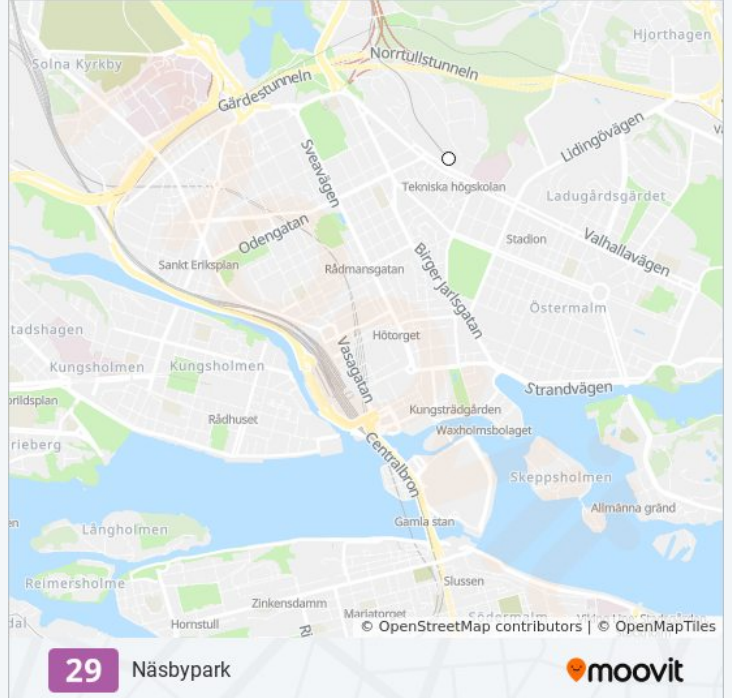 Solna Kyrkby
Norrtullstunneln
Hjorthagen
Gärdestunneln
Lidingövägen
Sveavägen
Tekniska högskolan
Ladugårdsgärdet
Odengatan
Stadion
Valhallavägen
Sankt Eriksplan
Rådmansgatan
Birger Jarlsgatan
Östermalm
tadshagen
Hötorget
Kungsholmen
Kungsholmen
Vasagatan
Strandvägen
Rådhuset
Kungsträdgården
Waxholmsbolaget
rieberg
Centralbron
Skeppsholmen
Allmänna gränd
Långholmen
Gamla stan
Reimersholme
Slussen
Zinkensdamm
Mariatorget
Hornstull
© OpenStreetMap contributors | © OpenMapTiles
29 Näsbypark
moovit